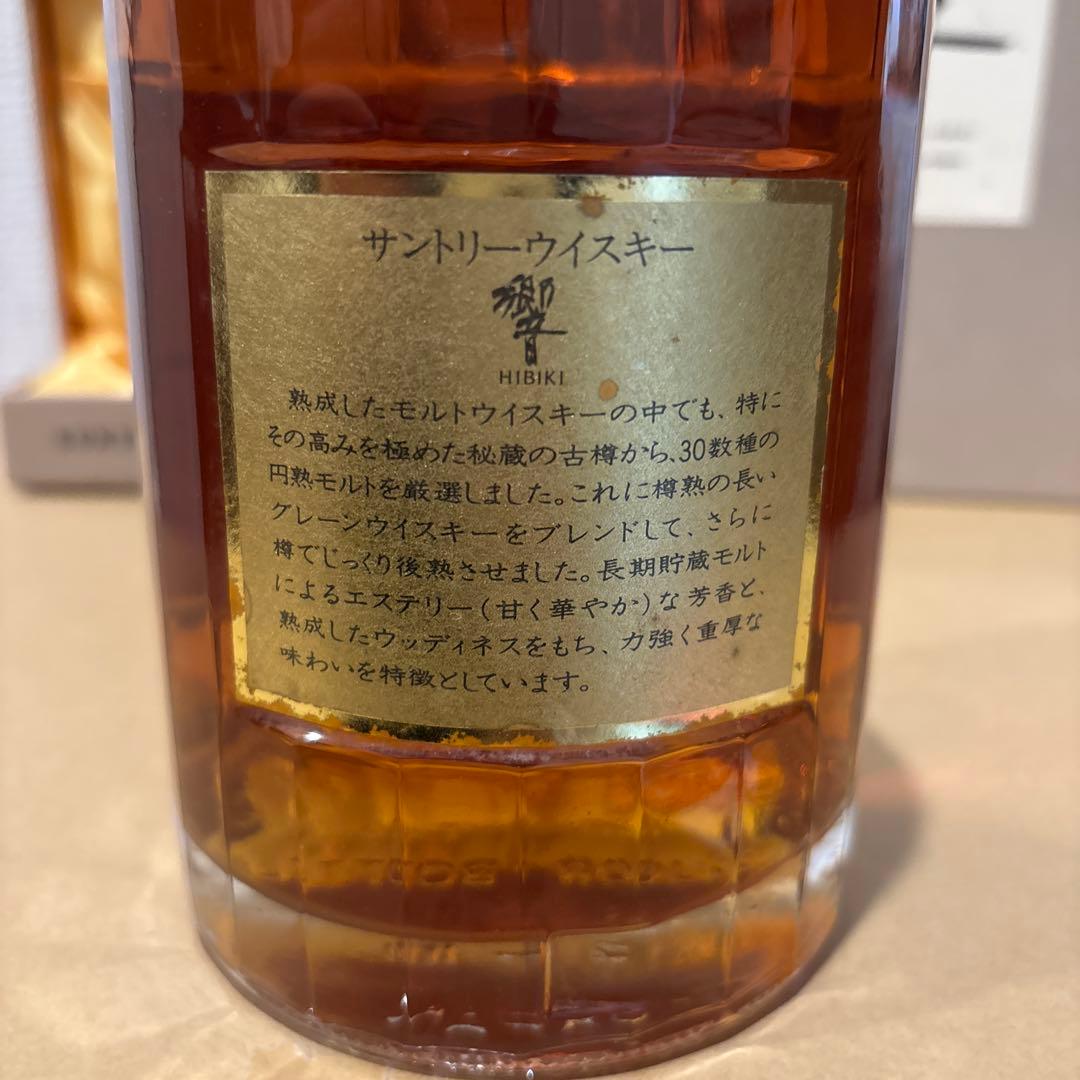 サントリーウイスキー
響
HIBIKI
熟成したモルトウイスキーの中でも、特に
その高みを極めた秘蔵の古樽から、30数種の
円熟モルトを厳選しました。これに樽熟の長い
グレーンウイスキーをブレンドして、さらに
樽でじっくり後熟させました。長期貯蔵モルト
によるエステリー(甘く華やか)な芳香と、
熟成したウッディネスをもち、力強く重厚な
味わいを特徴としています。